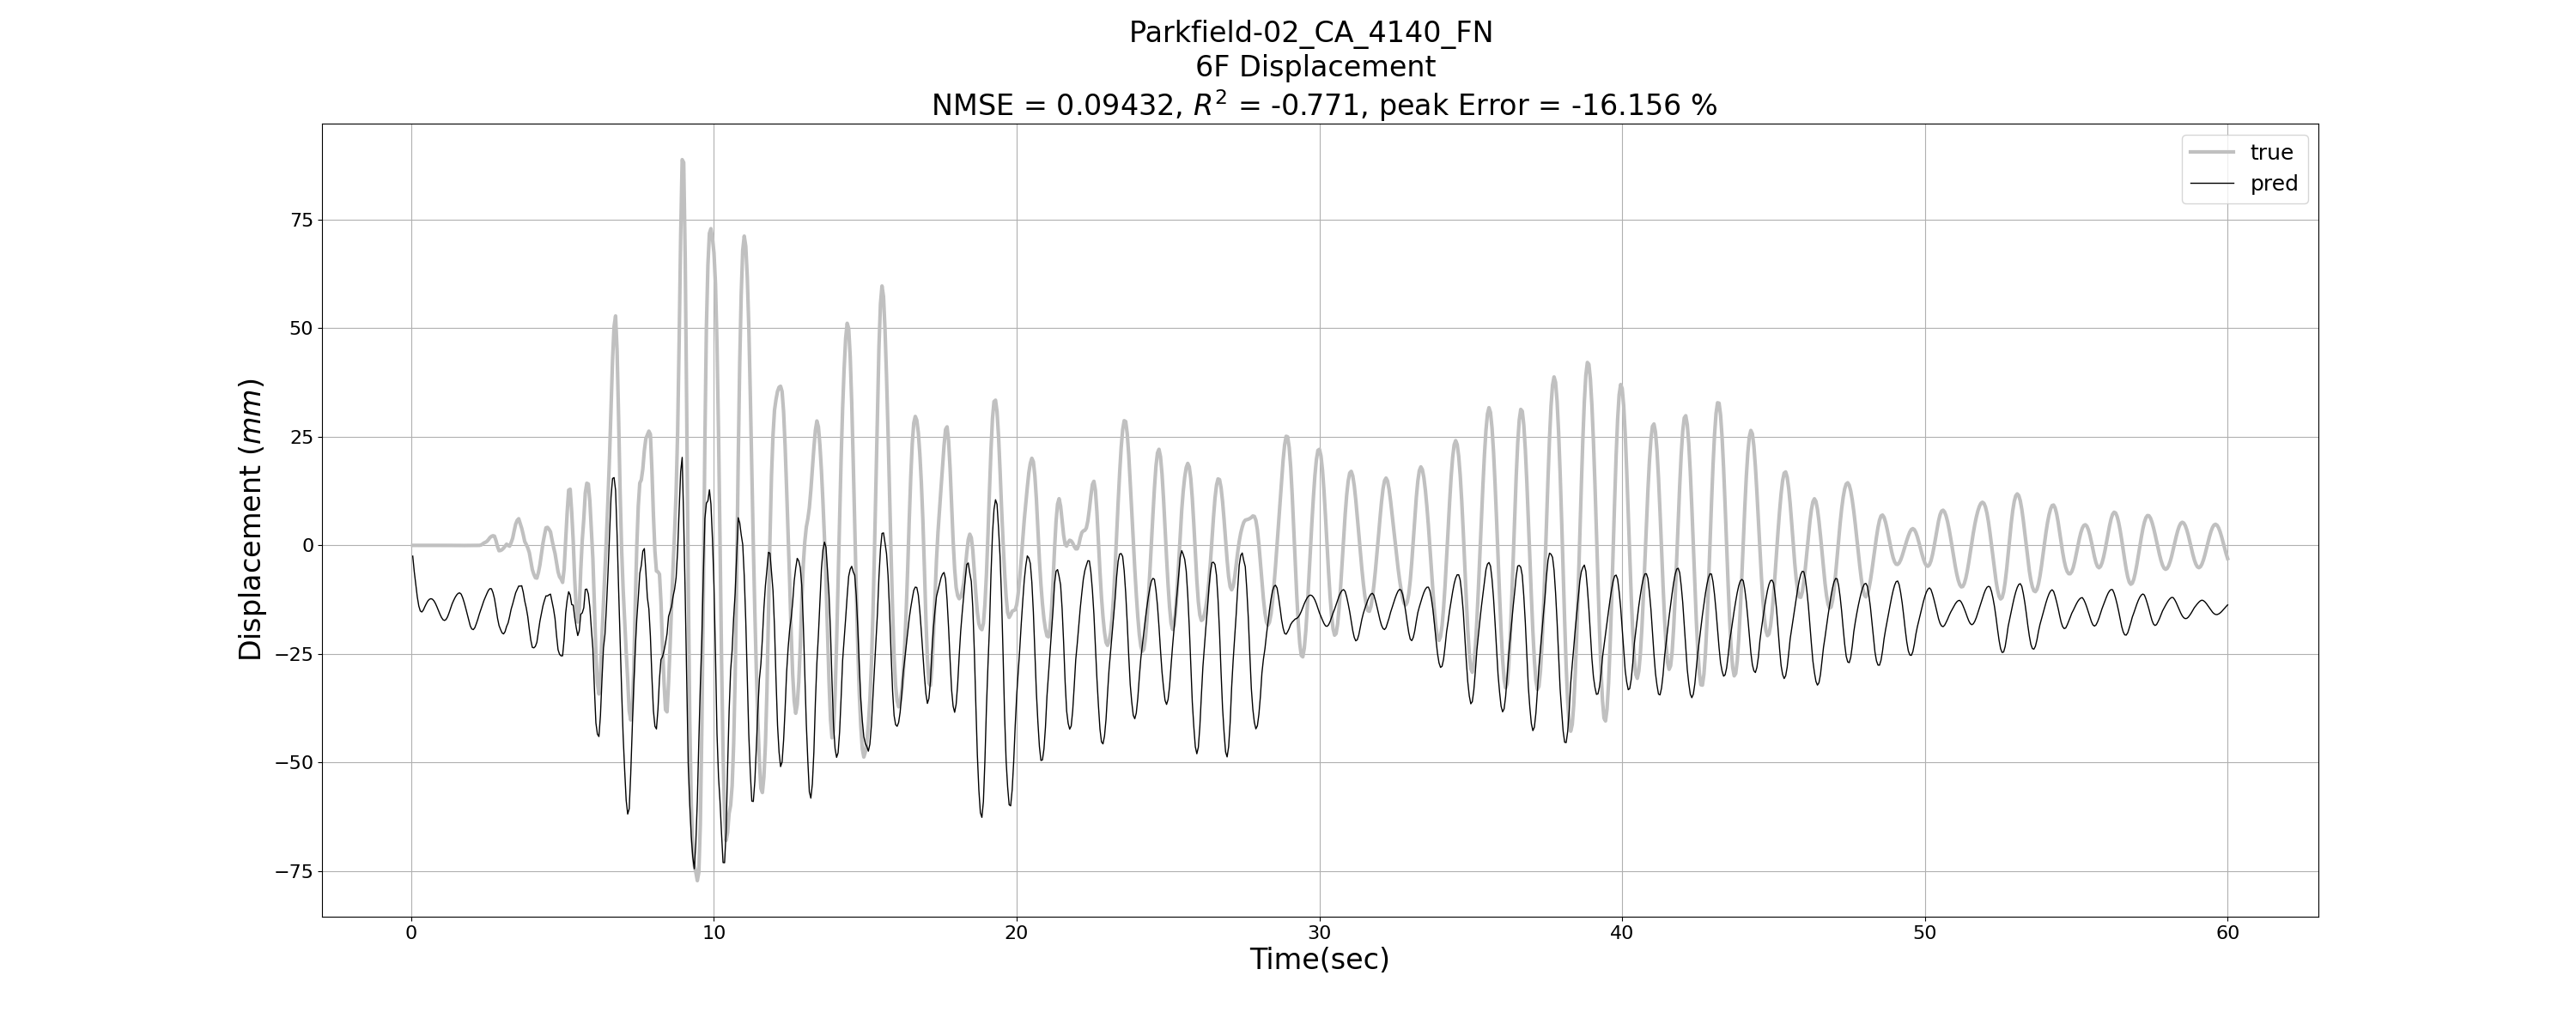 Parkfield-02_CA_4140_FN
6F Displacement
NMSE = 0.09432, R² = -0.771, peak Error = -16.156 %
true
pred
Displacement (mm)
75
50
25
0
−25
−50
−75
0 10 20 30 40 50 60
Time(sec)